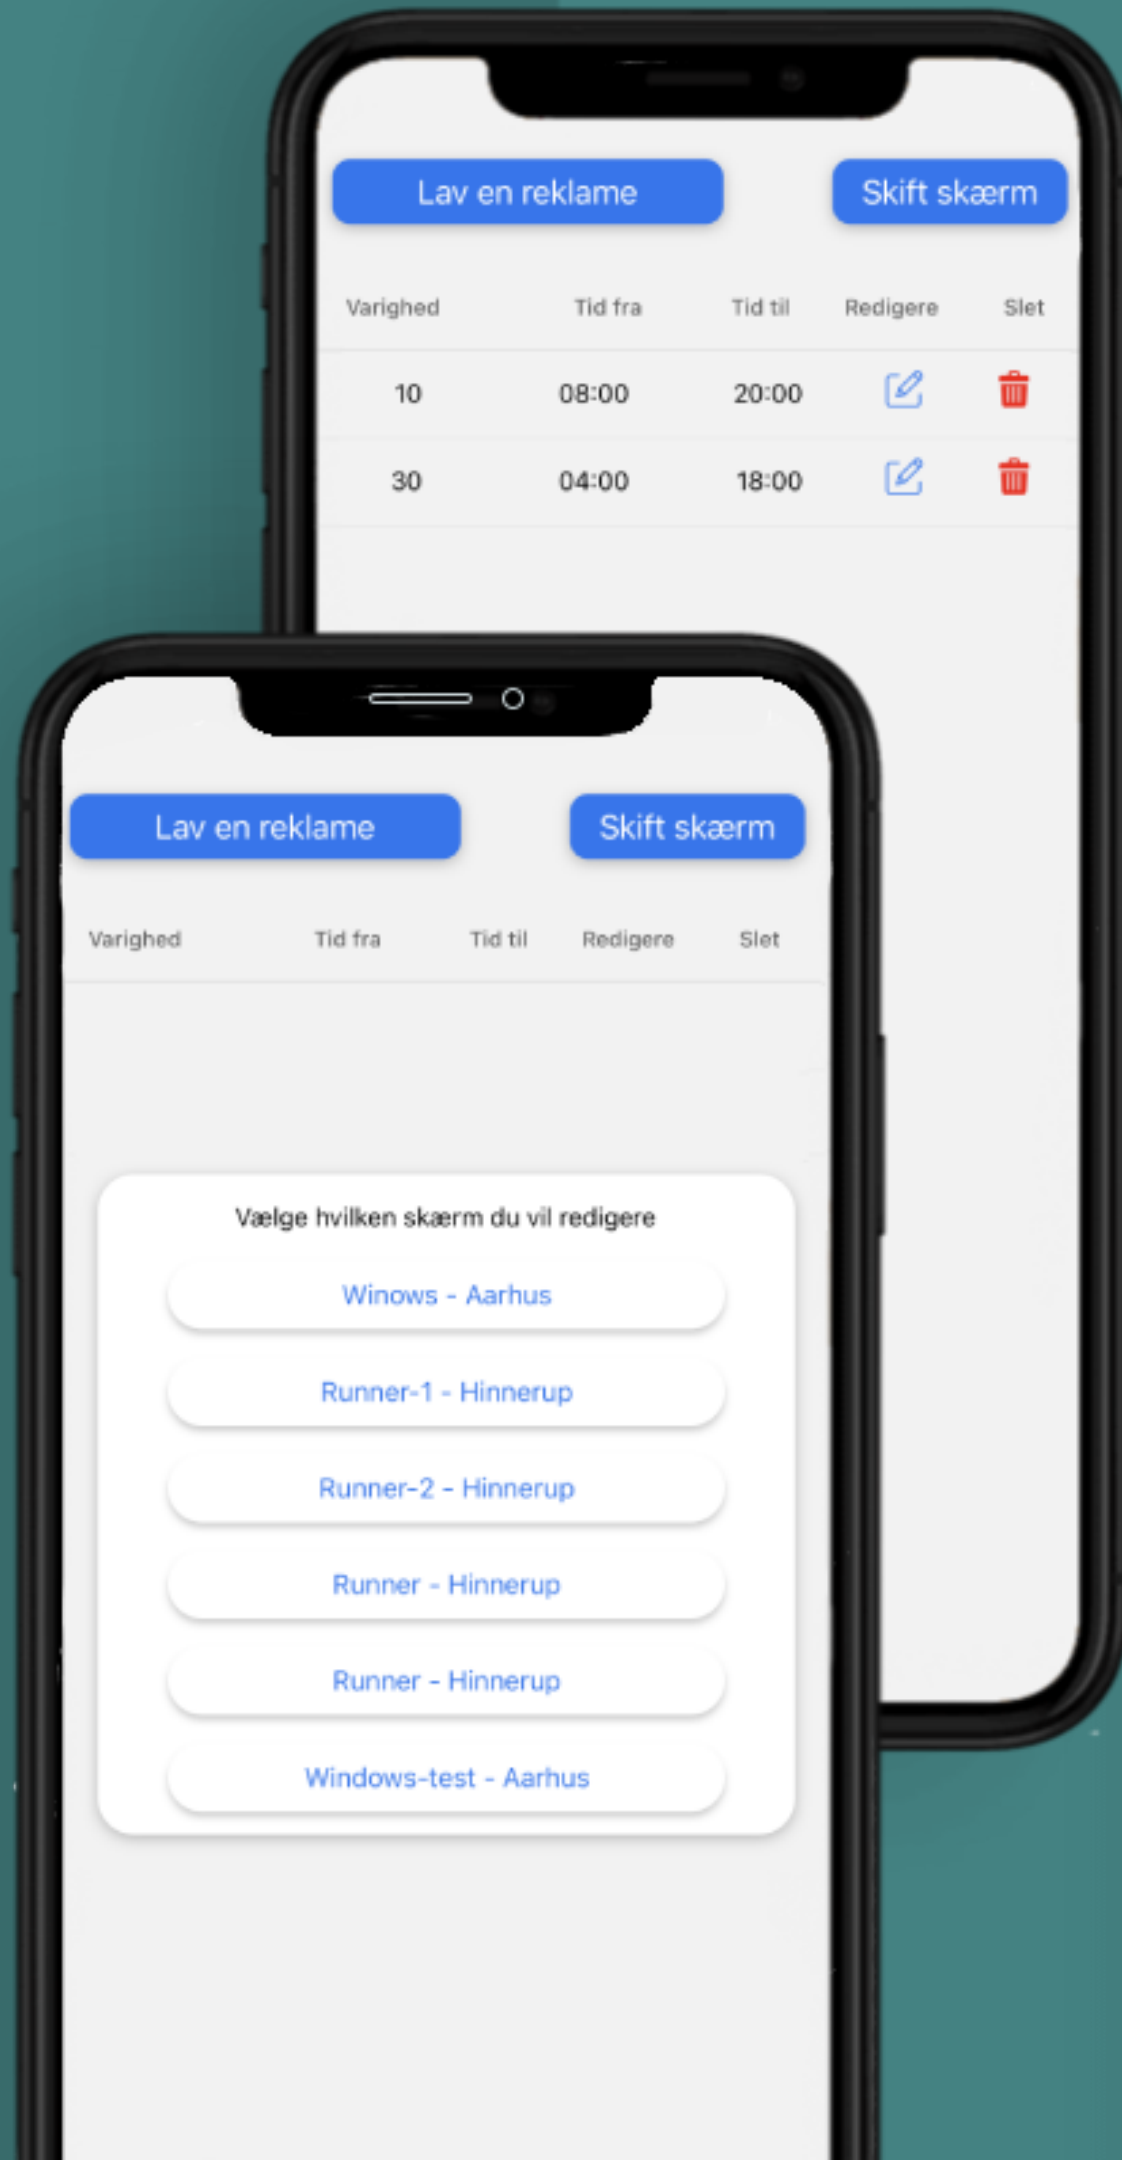 Lav en reklame Skift skærm
Varighed Tid fra Tid til Redigere Slet
10 08:00 20:00
30 04:00 18:00
Lav en reklame Skift skærm
Varighed Tid fra Tid til Redigere Slet
Vælge hvilken skærm du vil redigere
Winows - Aarhus
Runner-1 - Hinnerup
Runner-2 - Hinnerup
Runner - Hinnerup
Runner - Hinnerup
Windows-test - Aarhus